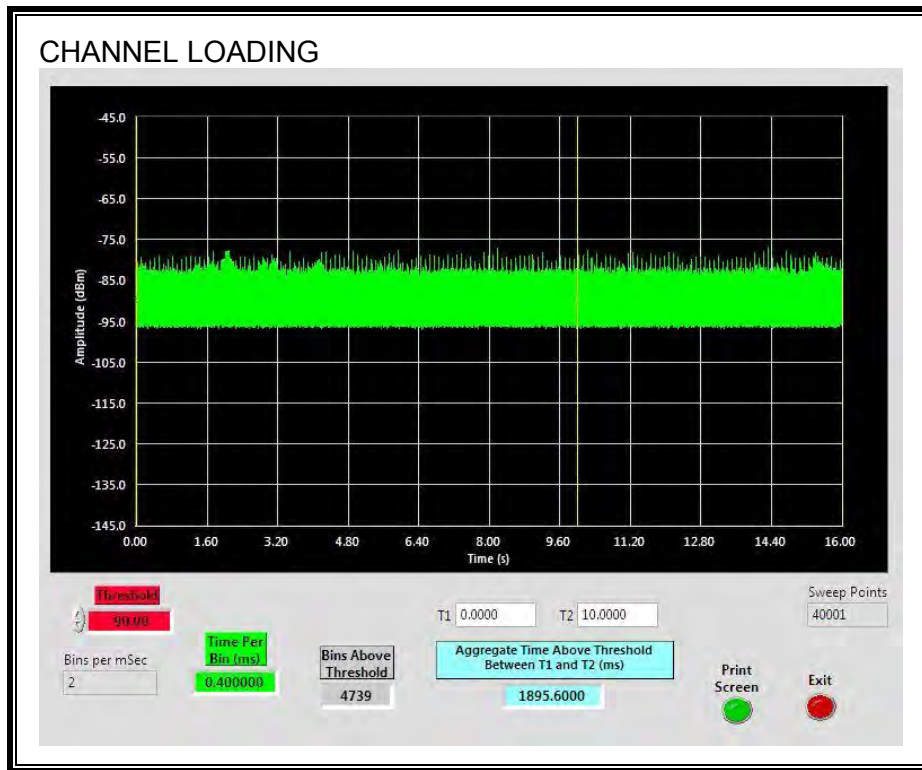 CHANNEL LOADING
-45.0
-55.0
-65.0
-75.0
-85.0
-95.0
-105.0
-115.0
-125.0
-135.0
-145.0
Amplitude (dBm)
0.00 1.60 3.20 4.80 6.40 8.00 9.60 11.20 12.80 14.40 16.00
Time (s)
Threshold
Sweep Points
T1 0.0000 T2 10.0000 40001
Time Per
Bin (ms)
0.400000
Bins per mSec
2
Bins Above
Threshold
4739
Aggregate Time Above Threshold
Between T1 and T2 (ms)
1895.6000
Print
Screen
Exit